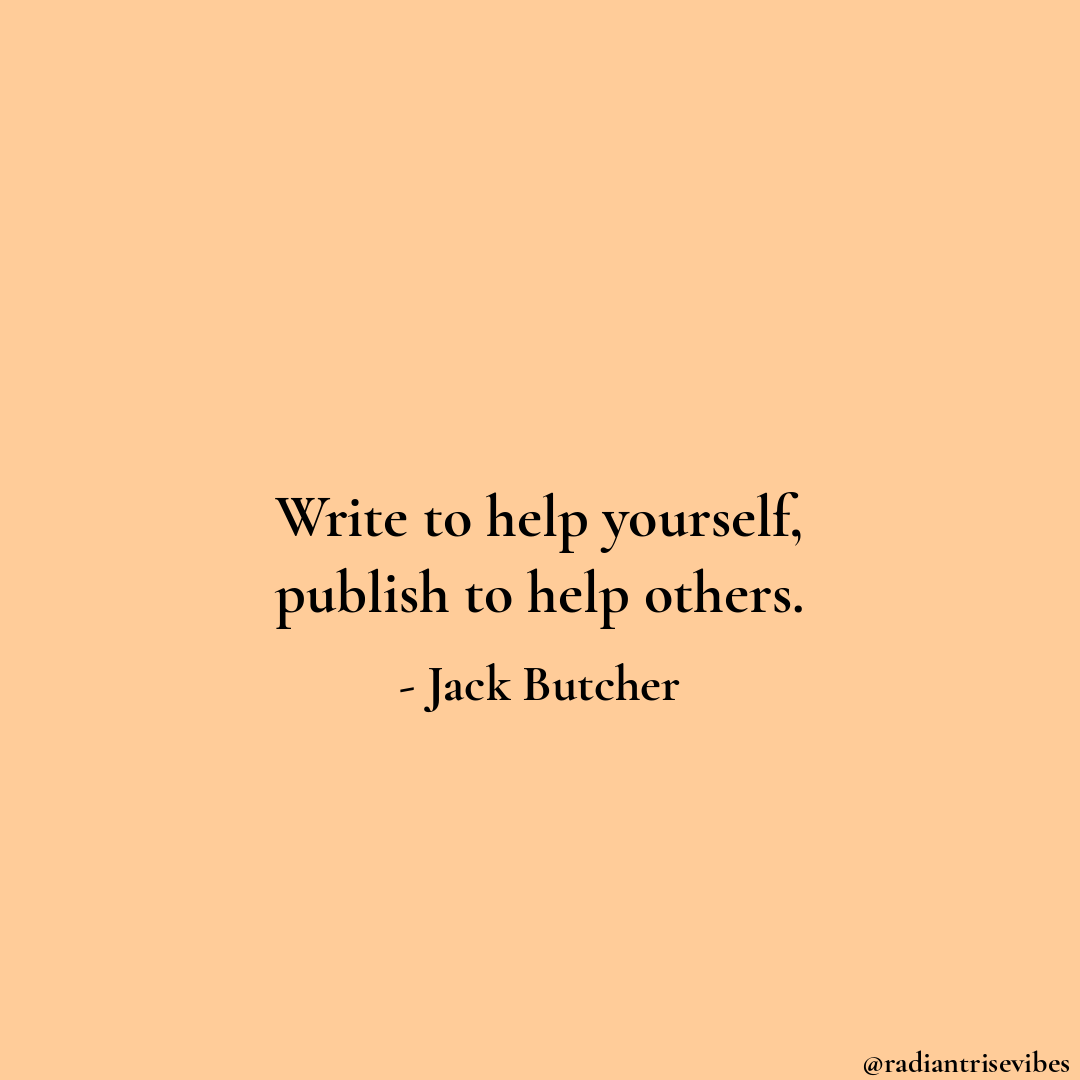 Write to help yourself,
publish to help others.
- Jack Butcher
@radiantrisevibes